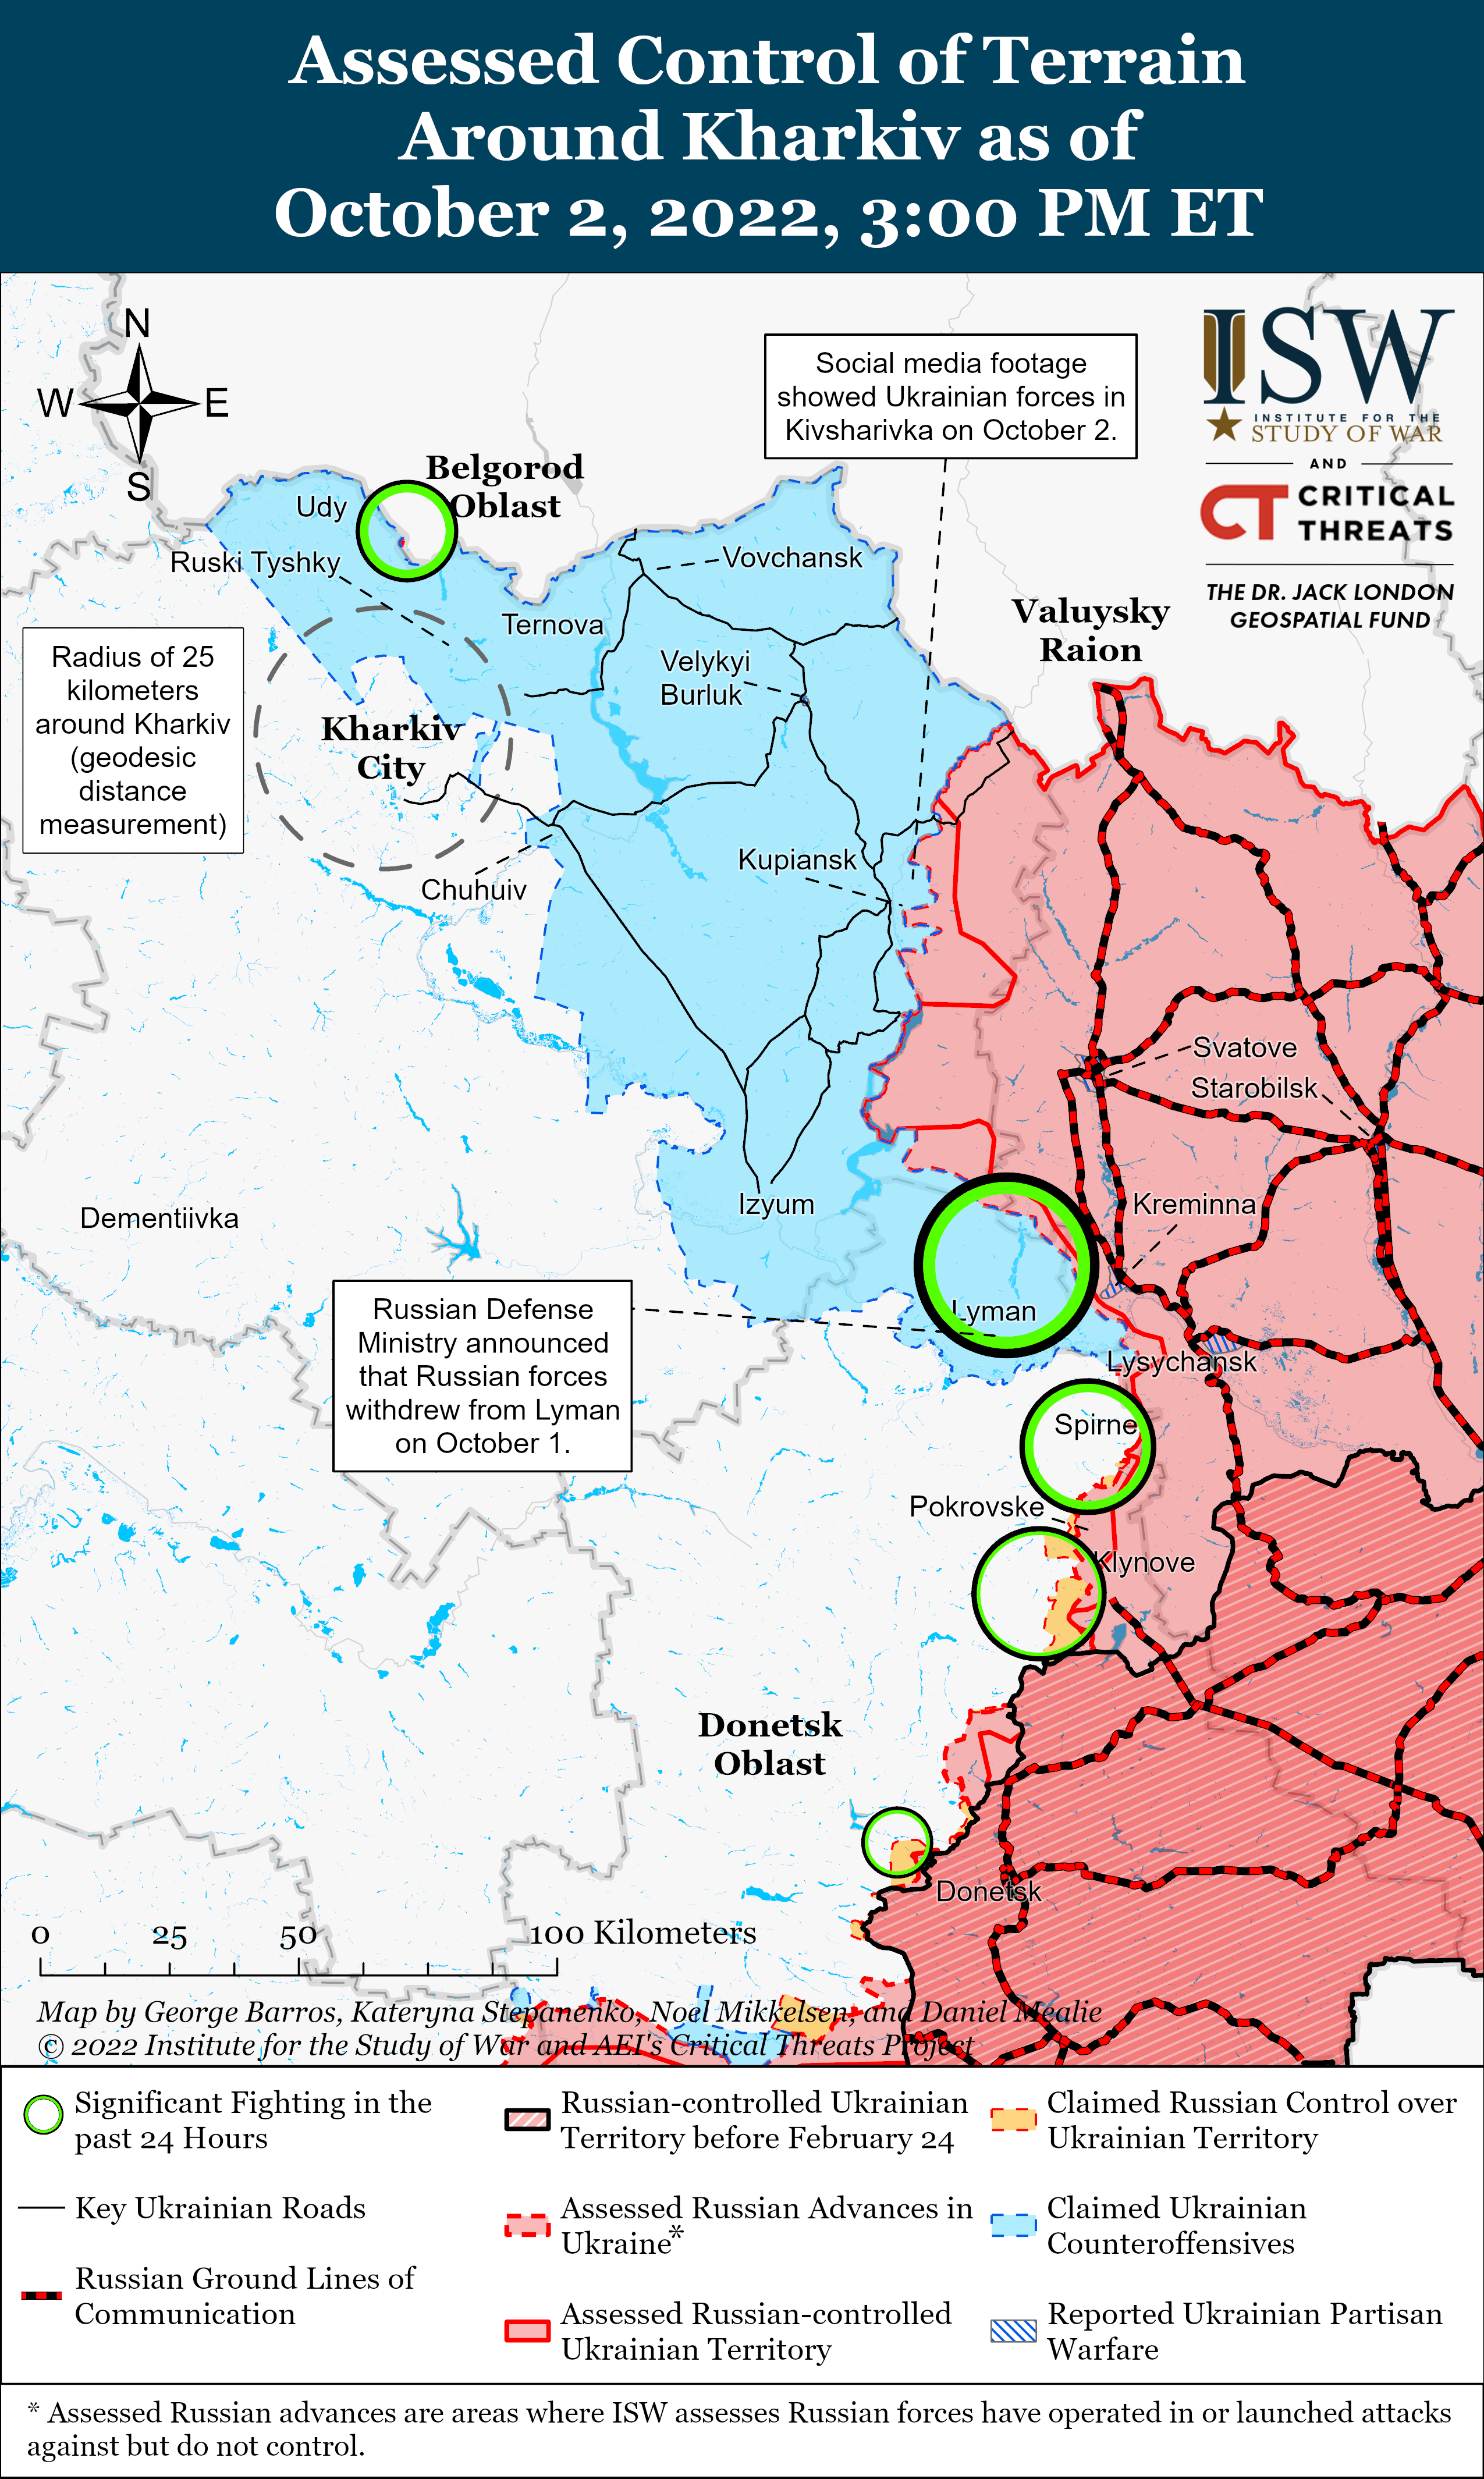 Assessed Control of Terrain
Around Kharkiv as of
October 2, 2022, 3:00 PM ET
N
W
E
S
Social media footage
showed Ukrainian forces in
Kivsharivka on October 2.
ISW
INSTITUTE FOR THE
STUDY OF WAR
AND
CT CRITICAL
THREATS
THE DR. JACK LONDON
GEOSPATIAL FUND
Belgorod
Oblast
Udy
Ruski Tyshky
Vovchansk
Ternova
Valuysky
Raion
Radius of 25
kilometers
around Kharkiv
(geodesic
distance
measurement)
Velykyi
Burluk
Kharkiv
City
Kupiansk
Chuhuiv
Svatove
Starobilsk
Izyum
Kreminna
Dementiivka
Russian Defense
Ministry announced
that Russian forces
withdrew from Lyman
on October 1.
Lyman
Lysychansk
Spirne
Pokrovske
Klynove
Donetsk
Oblast
Donetsk
0 25 50 100 Kilometers
Map by George Barros, Kateryna Stepanenko, Noel Mikkelsen, and Daniel Mealie
© 2022 Institute for the Study of War and AEI's Critical Threats Project
Significant Fighting in the
past 24 Hours
Key Ukrainian Roads
Russian Ground Lines of
Communication
Russian-controlled Ukrainian
Territory before February 24
Assessed Russian Advances in
Ukraine*
Assessed Russian-controlled
Ukrainian Territory
Claimed Russian Control over
Ukrainian Territory
Claimed Ukrainian
Counteroffensives
Reported Ukrainian Partisan
Warfare
* Assessed Russian advances are areas where ISW assesses Russian forces have operated in or launched attacks
against but do not control.